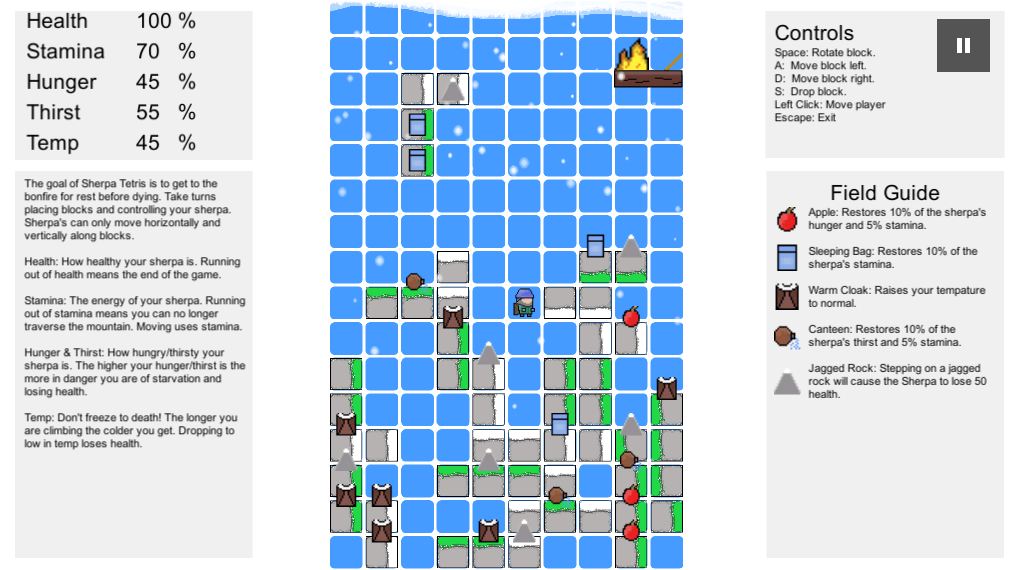 Health 100 %
Stamina 70 %
Hunger 45 %
Thirst 55 %
Temp 45 %
The goal of Sherpa Tetris is to get to the
bonfire for rest before dying. Take turns
placing blocks and controlling your sherpa.
Sherpa's can only move horizontally and
vertically along blocks.
Health: How healthy your sherpa is. Running
out of health means the end of the game.
Stamina: The energy of your sherpa. Running
out of stamina means you can no longer
traverse the mountain. Moving uses stamina.
Hunger & Thirst: How hungry/thirsty your
sherpa is. The higher your hunger/thirst is the
more in danger you are of starvation and
losing health.
Temp: Don't freeze to death! The longer you
are climbing the colder you get. Dropping to
low in temp loses health.
Controls
Space: Rotate block.
A: Move block left.
D: Move block right.
S: Drop block.
Left Click: Move player
Escape: Exit
Field Guide
Apple: Restores 10% of the sherpa's
hunger and 5% stamina.
Sleeping Bag: Restores 10% of the
sherpa's stamina.
Warm Cloak: Raises your tempature
to normal.
Canteen: Restores 10% of the
sherpa's thirst and 5% stamina.
Jagged Rock: Stepping on a jagged
rock will cause the Sherpa to lose 50
health.